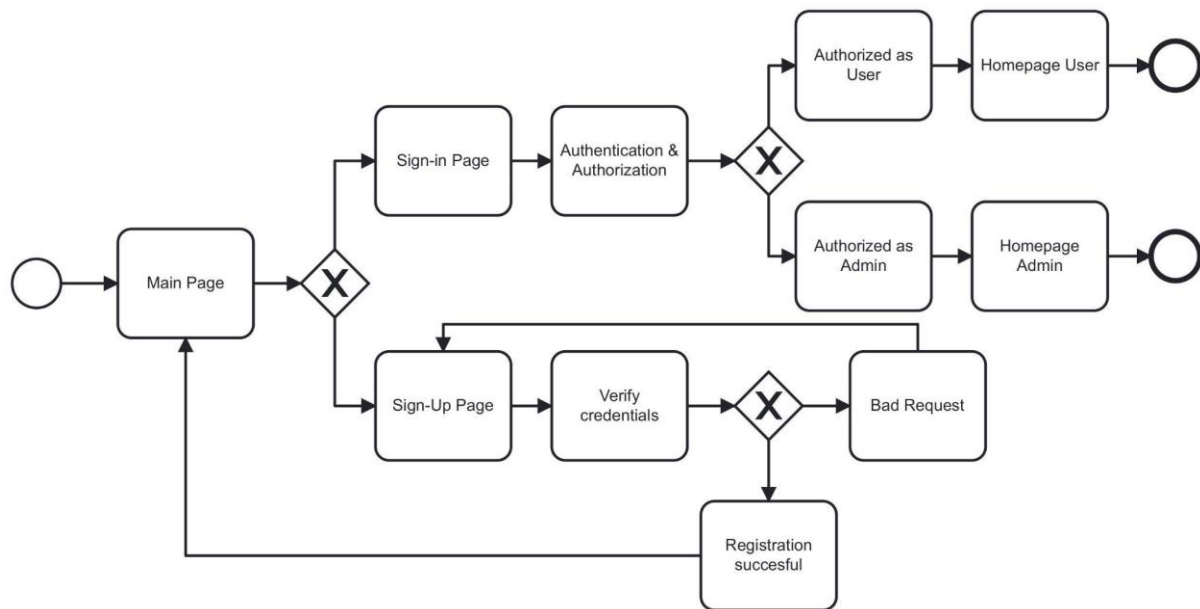 Authorized as
User
Homepage User
Sign-in Page
Authentication &
Authorization
X
Main Page
X
Authorized as
Admin
Homepage
Admin
Sign-Up Page
Verify
credentials
X
Bad Request
Registration
succesful